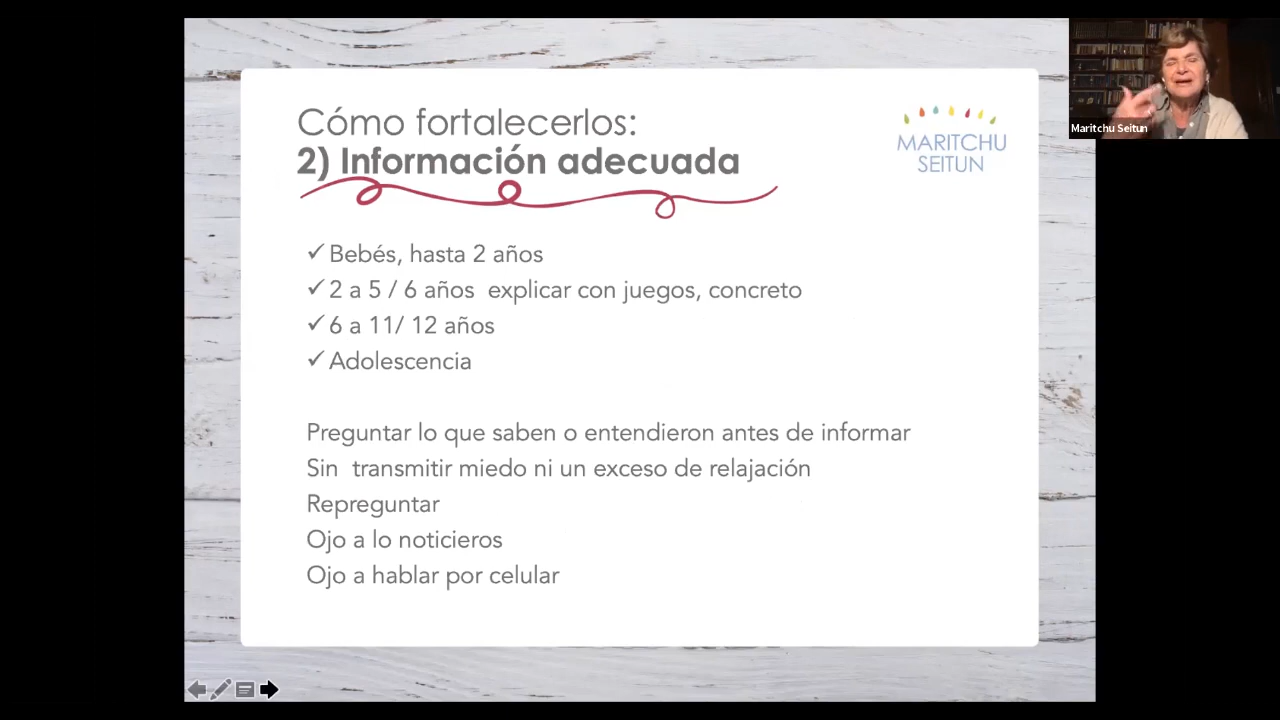 Cómo fortalecerlos:
2) Información adecuada
MARITCHU
SEITUN
Maritchu Seitun
✓ Bebés, hasta 2 años
✓ 2 a 5 / 6 años explicar con juegos, concreto
✓ 6 a 11/ 12 años
✓ Adolescencia
Preguntar lo que saben o entendieron antes de informar
Sin transmitir miedo ni un exceso de relajación
Repreguntar
Ojo a lo noticieros
Ojo a hablar por celular